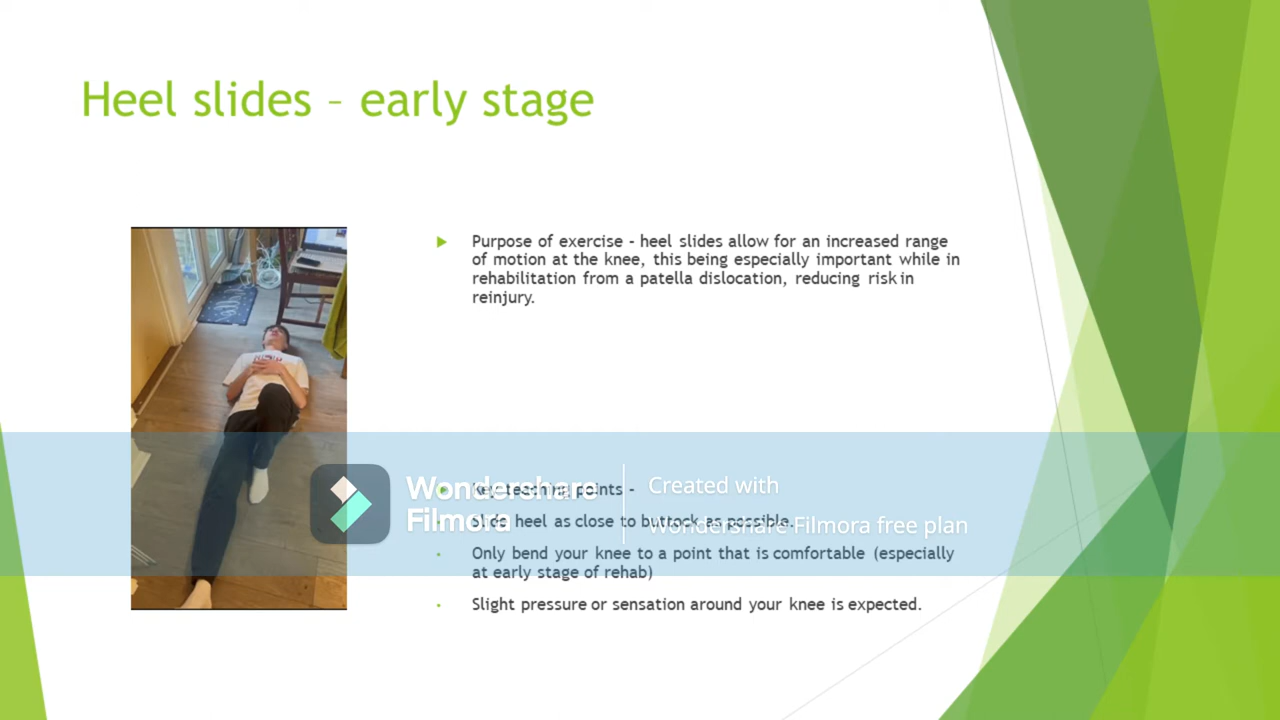 Heel slides – early stage
Purpose of exercise - heel slides allow for an increased range
of motion at the knee, this being especially important while in
rehabilitation from a patella dislocation, reducing risk in
reinjury.
Key teaching points -
Slide heel as close to buttock as possible.
Only bend your knee to a point that is comfortable (especially
at early stage of rehab)
Slight pressure or sensation around your knee is expected.
Wondershare
Filmora
Created with
Wondershare Filmora free plan